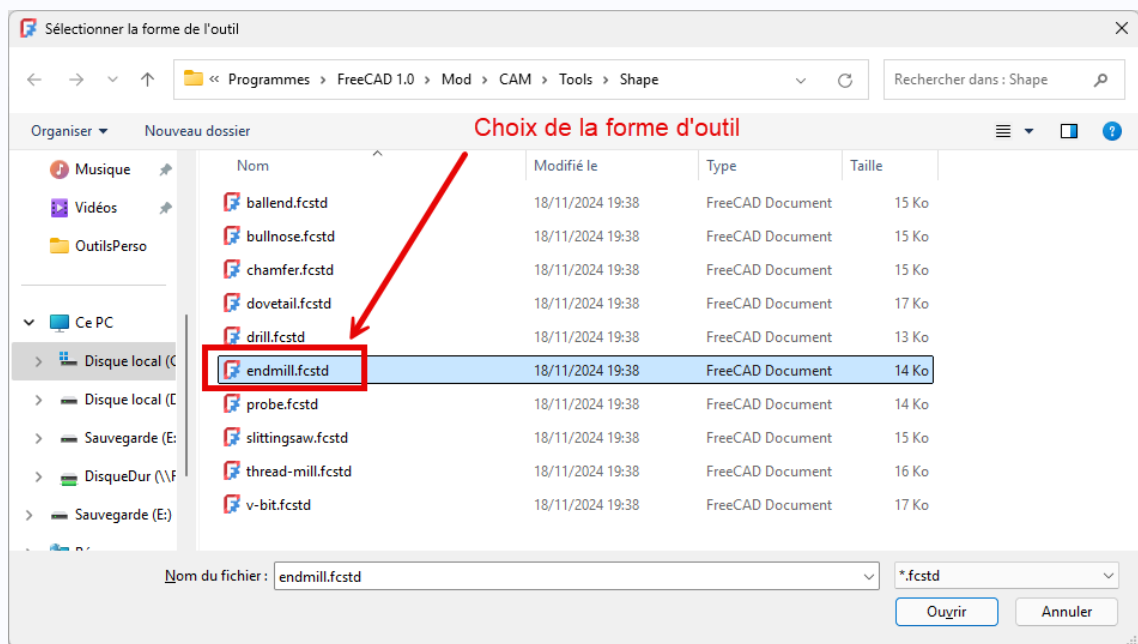 Sélectionner la forme de l'outil
« Programmes > FreeCAD 1.0 > Mod > CAM > Tools > Shape
Rechercher dans : Shape
Organiser
Nouveau dossier
Choix de la forme d'outil
Musique
Vidéos
OutilsPerso
Ce PC
Disque local (C
Disque local (D
Sauvegarde (E:
DisqueDur (\\F
Sauvegarde (E:)
Nom Modifié le Type Taille
ballend.fcstd 18/11/2024 19:38 FreeCAD Document 15 Ko
bullnose.fcstd 18/11/2024 19:38 FreeCAD Document 15 Ko
chamfer.fcstd 18/11/2024 19:38 FreeCAD Document 15 Ko
dovetail.fcstd 18/11/2024 19:38 FreeCAD Document 17 Ko
drill.fcstd 18/11/2024 19:38 FreeCAD Document 13 Ko
endmill.fcstd 18/11/2024 19:38 FreeCAD Document 14 Ko
probe.fcstd 18/11/2024 19:38 FreeCAD Document 14 Ko
slittingsaw.fcstd 18/11/2024 19:38 FreeCAD Document 15 Ko
thread-mill.fcstd 18/11/2024 19:38 FreeCAD Document 16 Ko
v-bit.fcstd 18/11/2024 19:38 FreeCAD Document 17 Ko
Nom du fichier : endmill.fcstd
*.fcstd
Ouvrir
Annuler